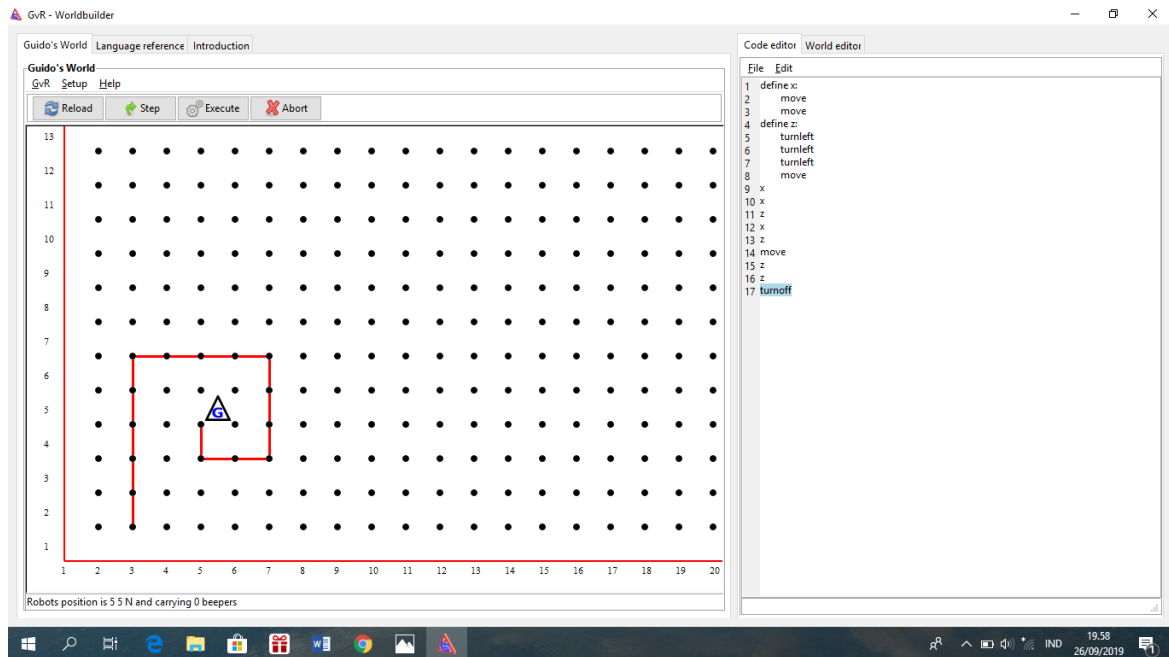 GvR - Worldbuilder
Guido's World Language reference Introduction
Guido's World
GvR Setup Help
Reload Step Execute Abort
13
12
11
10
9
8
7
6
5
4
3
2
1
G
1 2 3 4 5 6 7 8 9 10 11 12 13 14 15 16 17 18 19 20
Robots position is 5 5 N and carrying 0 beepers
Code editor World editor
File Edit
1 define x:
2 move
3 move
4 define z:
5 turnleft
6 turnleft
7 turnleft
8 move
9 x
10 x
11 z
12 x
13 z
14 move
15 z
16 z
17 turnoff
IND
19.58
26/09/2019
1